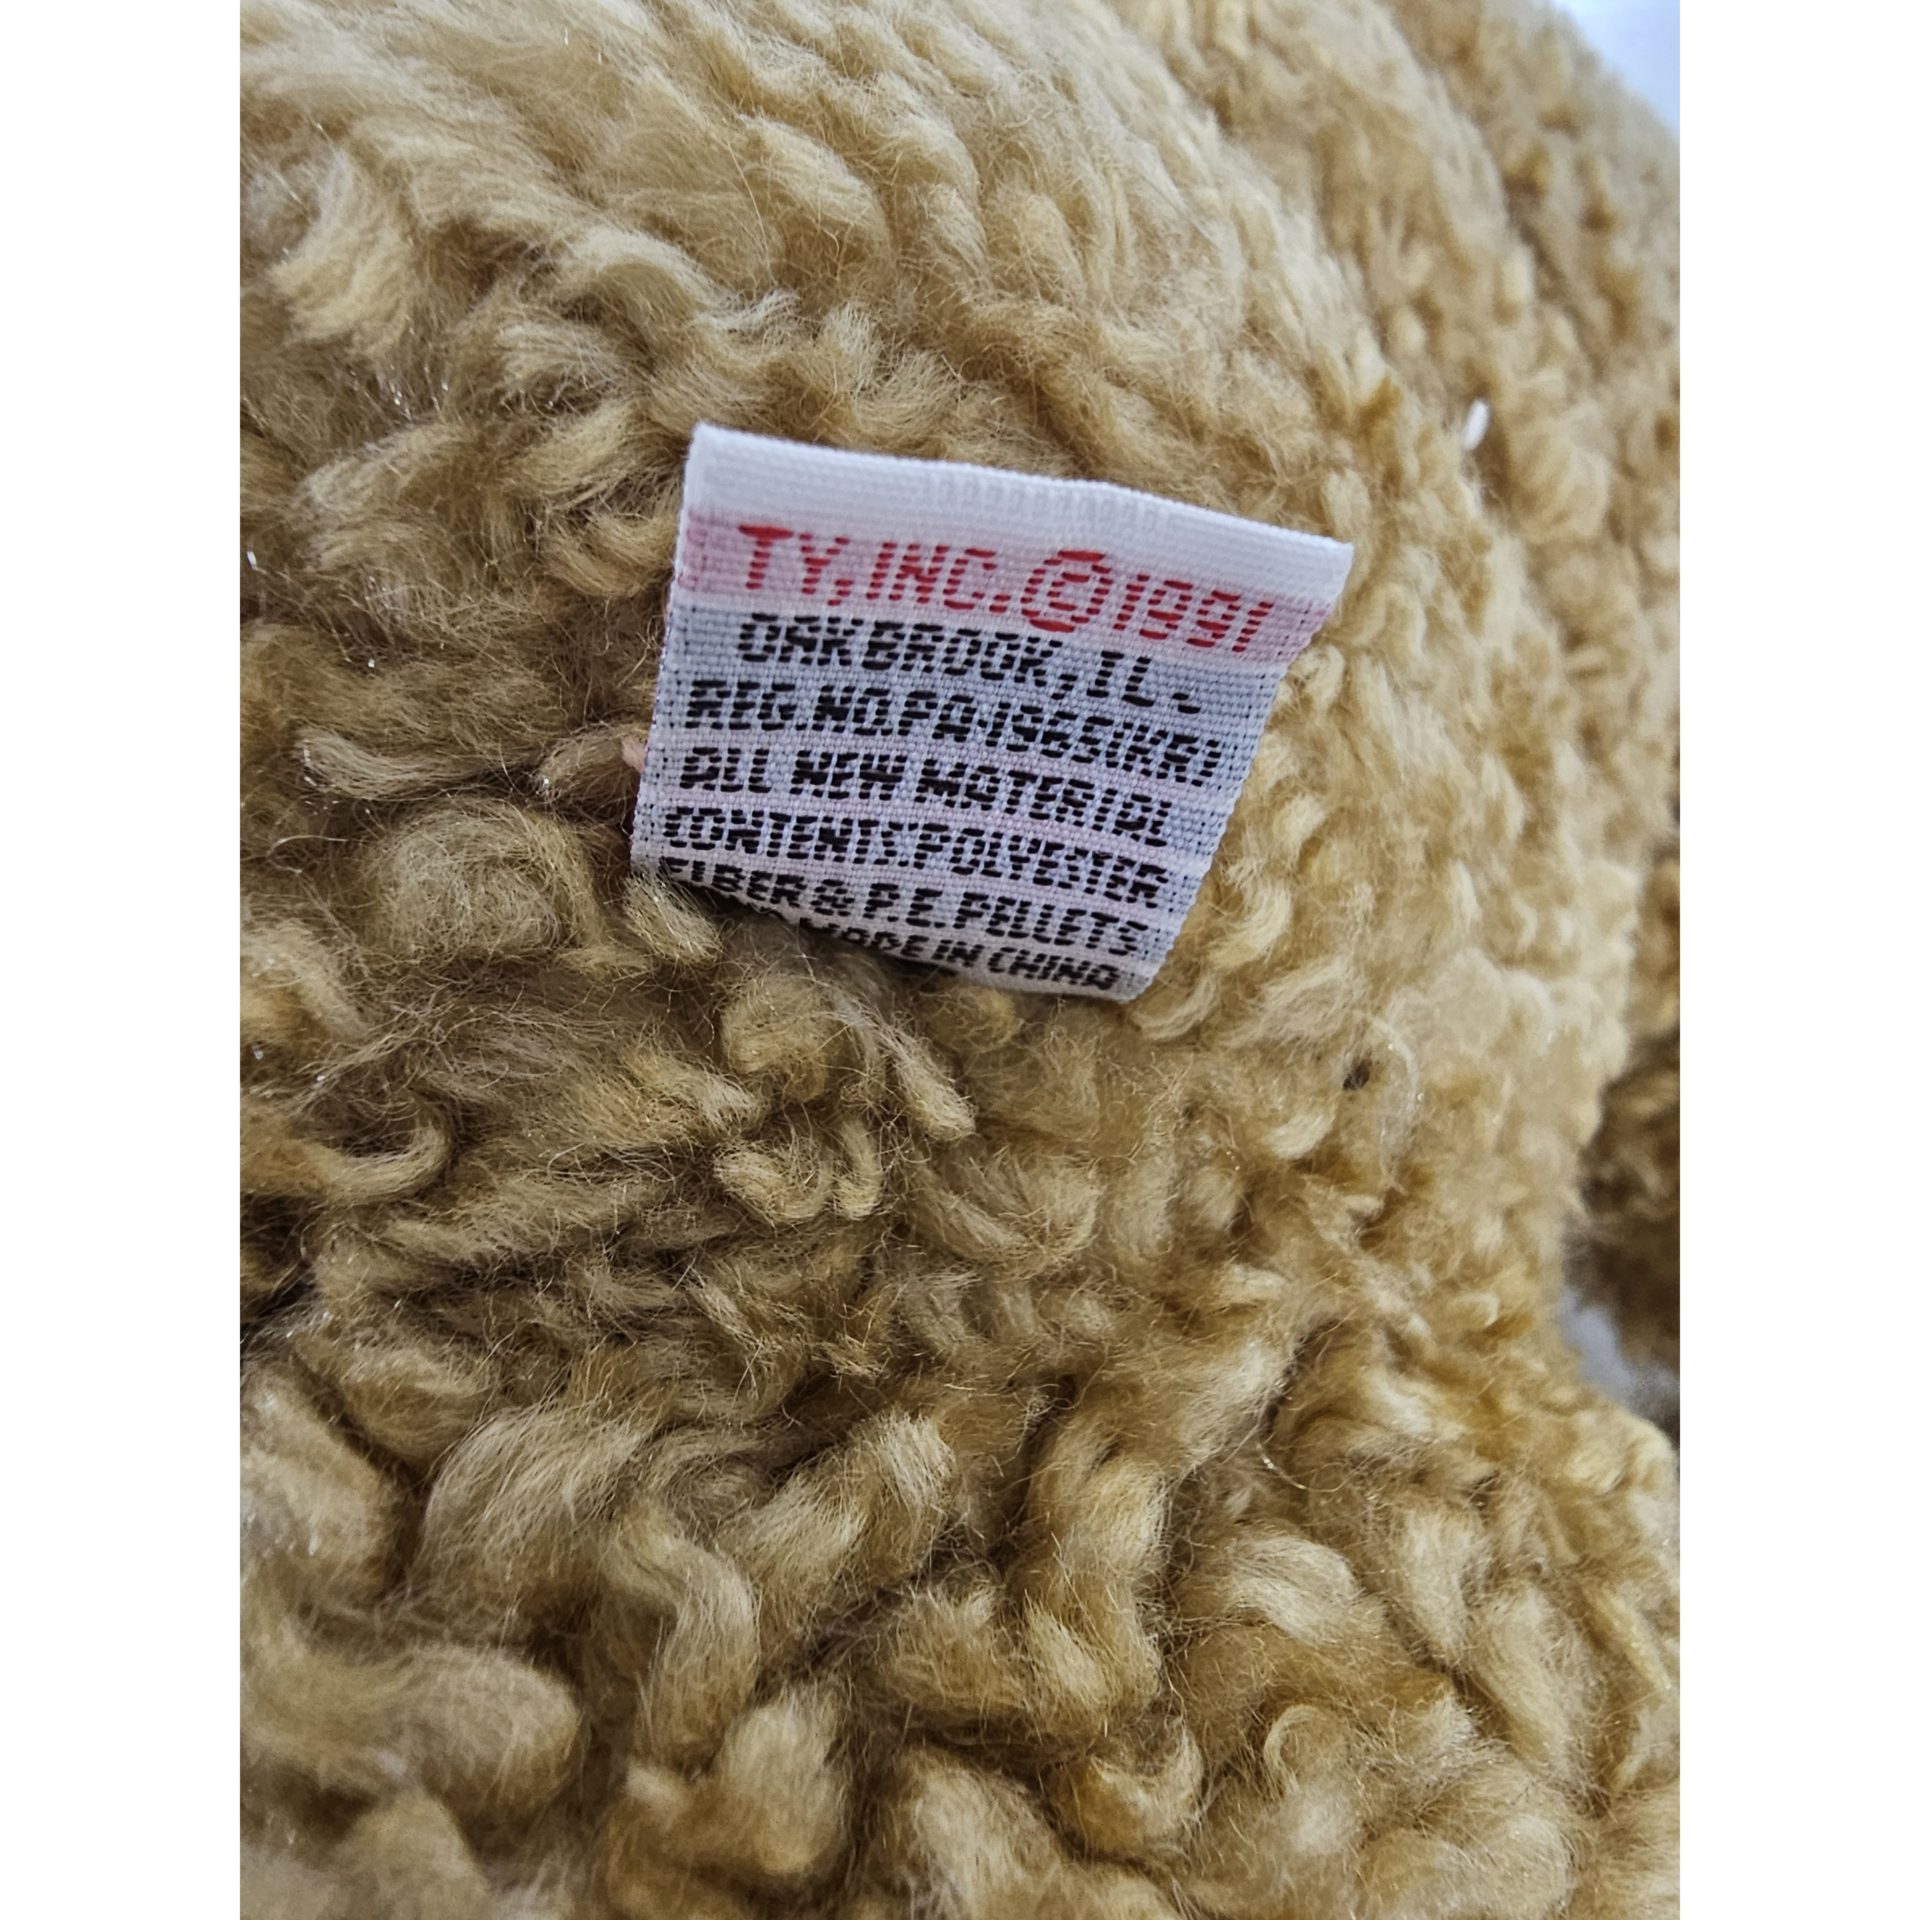 TY, INC. © 1991
OAK BROOK, IL.
REG.NO.PA-1965(KR)
ALL NEW MATERIAL
CONTENTS:POLYESTER
FIBER & P.E. PELLETS
MADE IN CHINA